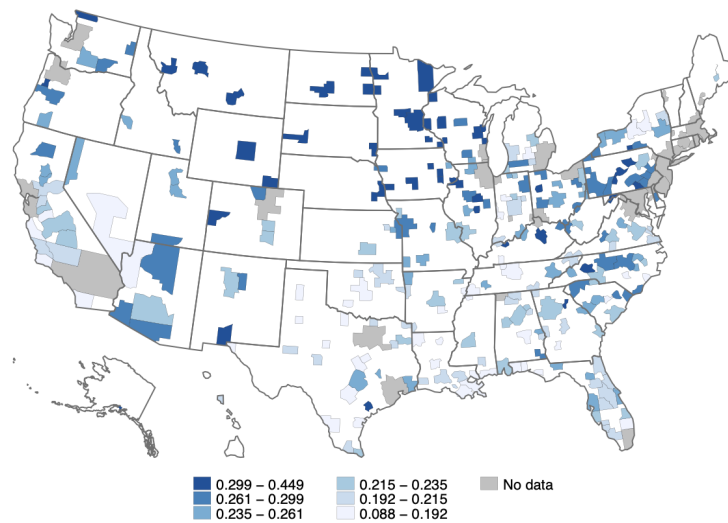 0.299 – 0.449 0.215 – 0.235 No data
0.261 – 0.299 0.192 – 0.215
0.235 – 0.261 0.088 – 0.192